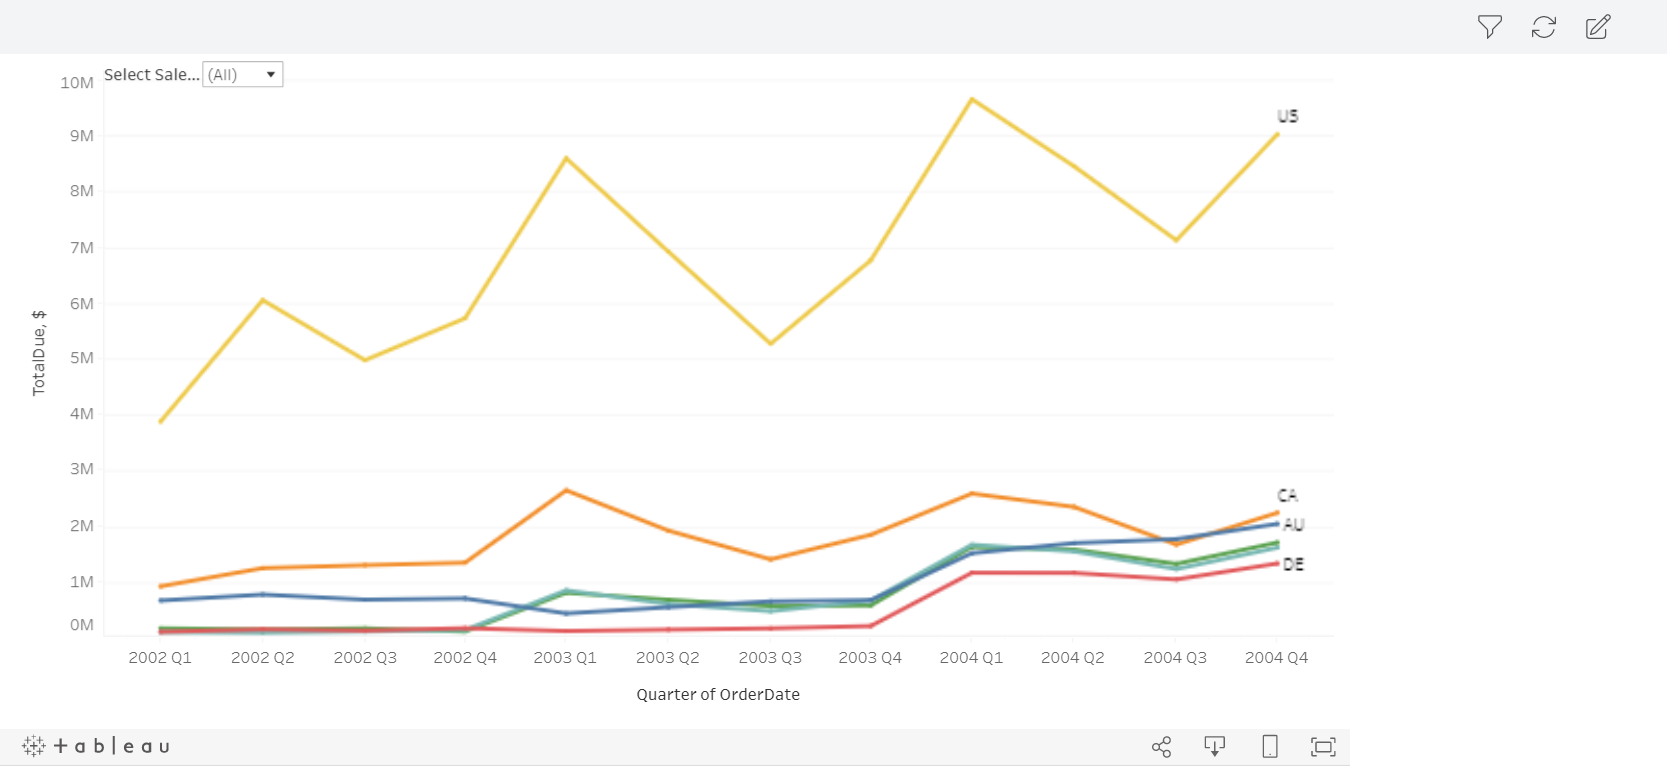 Select Sale... (All)
10M
9M
8M
7M
6M
5M
4M
3M
2M
1M
0M
TotalDue, $
US
CA
AU
DE
2002 Q1 2002 Q2 2002 Q3 2002 Q4 2003 Q1 2003 Q2 2003 Q3 2003 Q4 2004 Q1 2004 Q2 2004 Q3 2004 Q4
Quarter of OrderDate
tableau